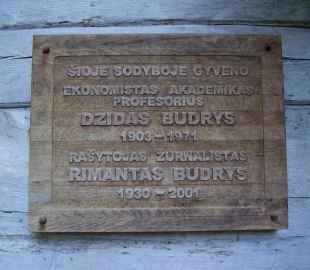 ŠIOJE SODYBOJE GYVENO
EKONOMISTAS AKADEMIKAS
PROFESORIUS
DZIDAS BUDRYS
1903-1971
RAŠYTOJAS ŽURNALISTAS
RIMANTAS BUDRYS
1930-2001